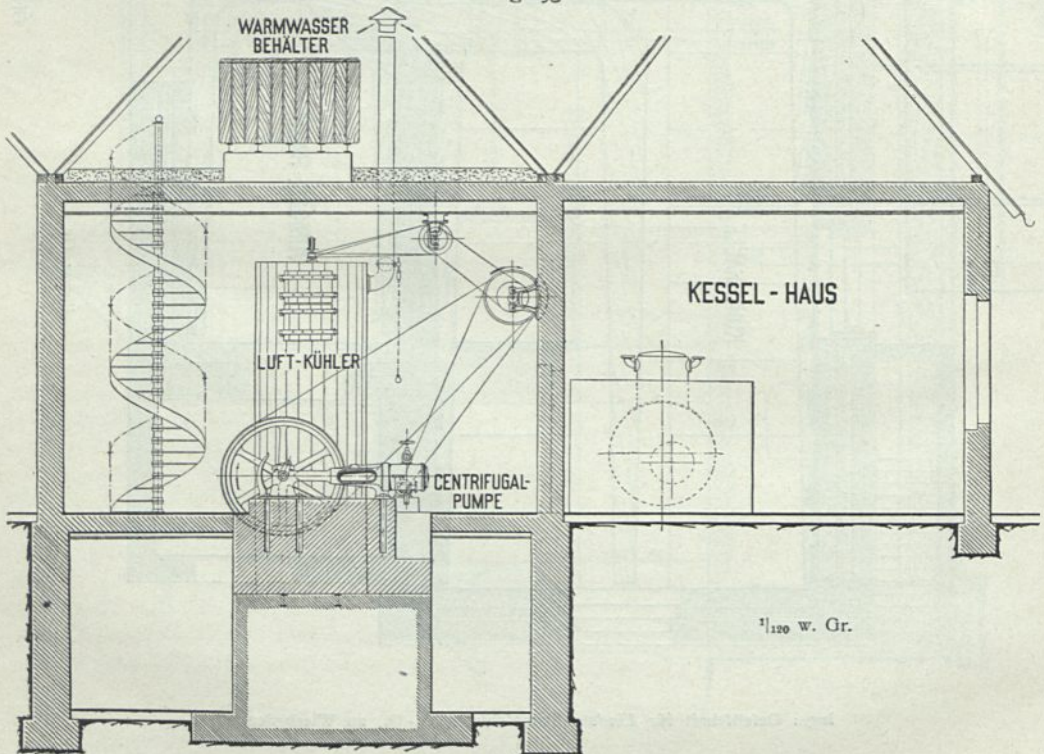 WARMWASSER
BEHÄLTER
KESSEL-HAUS
LUFT-KÜHLER
CENTRIFUGAL-
PUMPE
1/120 w. Gr.